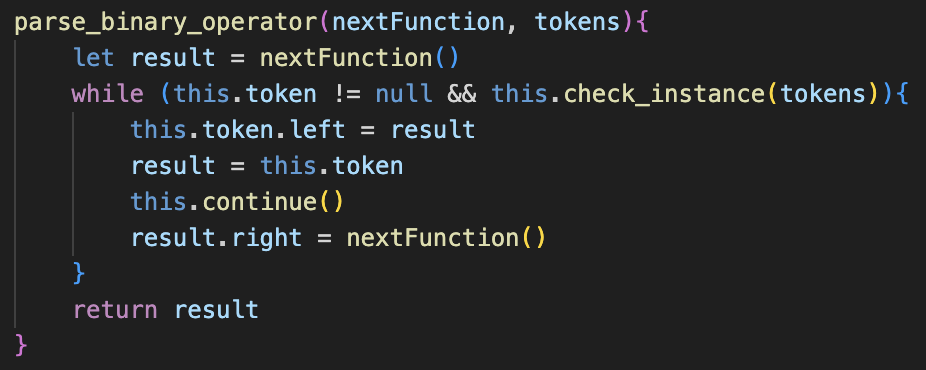 parse_binary_operator(nextFunction, tokens){
    let result = nextFunction()
    while (this.token != null && this.check_instance(tokens)){
        this.token.left = result
        result = this.token
        this.continue()
        result.right = nextFunction()
    }
    return result
}